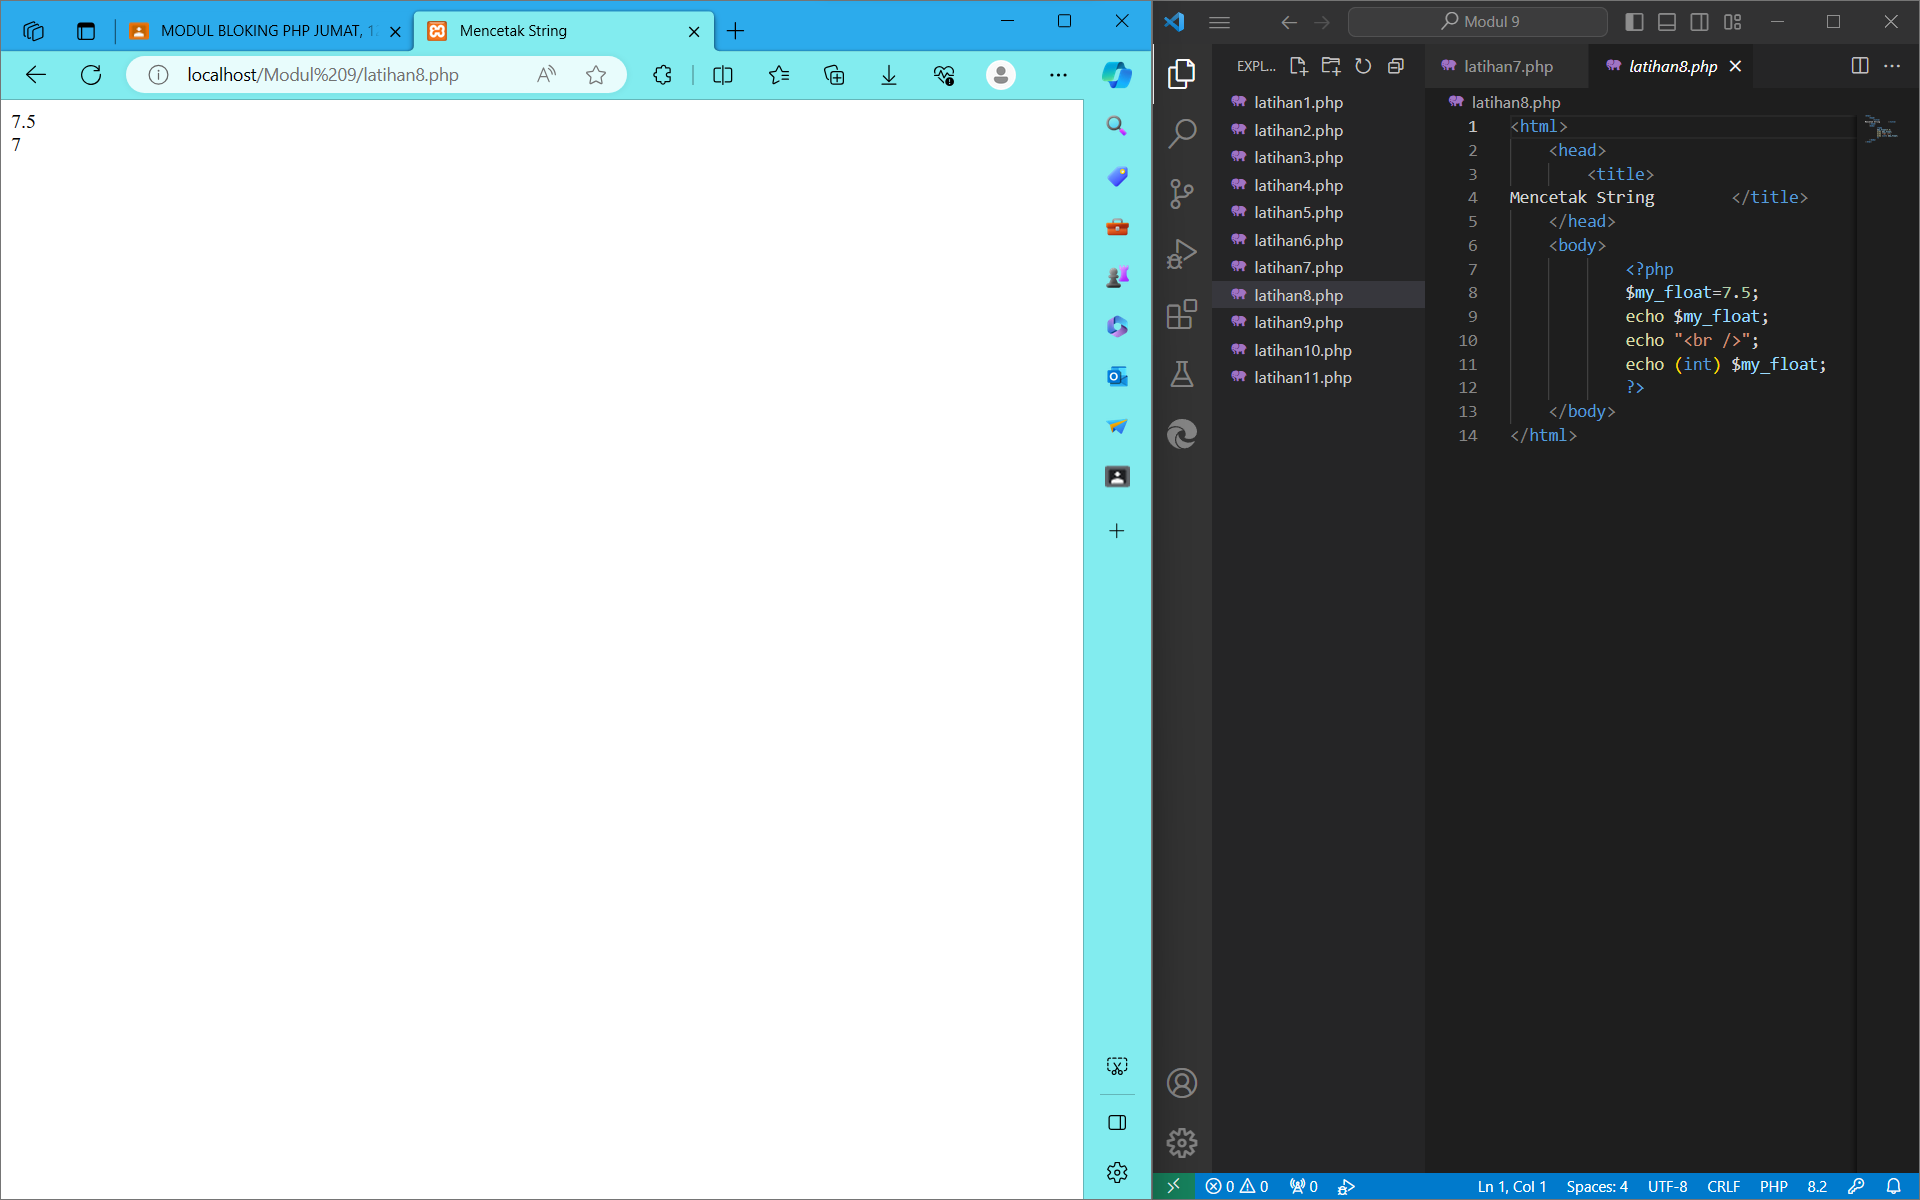 MODUL BLOKING PHP JUMAT, 1
Mencetak String
localhost/Modul%209/latihan8.php
7.5
7
Modul 9
EXPL...
latihan7.php
latihan8.php
latihan1.php
latihan2.php
latihan3.php
latihan4.php
latihan5.php
latihan6.php
latihan7.php
latihan8.php
latihan9.php
latihan10.php
latihan11.php
latihan8.php
1 <html>
2 <head>
3 <title>
4 Mencetak String </title>
5 </head>
6 <body>
7 <?php
8 $my_float=7.5;
9 echo $my_float;
10 echo "<br />";
11 echo (int) $my_float;
12 ?>
13 </body>
14 </html>
0 0 0 Ln 1, Col 1 Spaces: 4 UTF-8 CRLF PHP 8.2